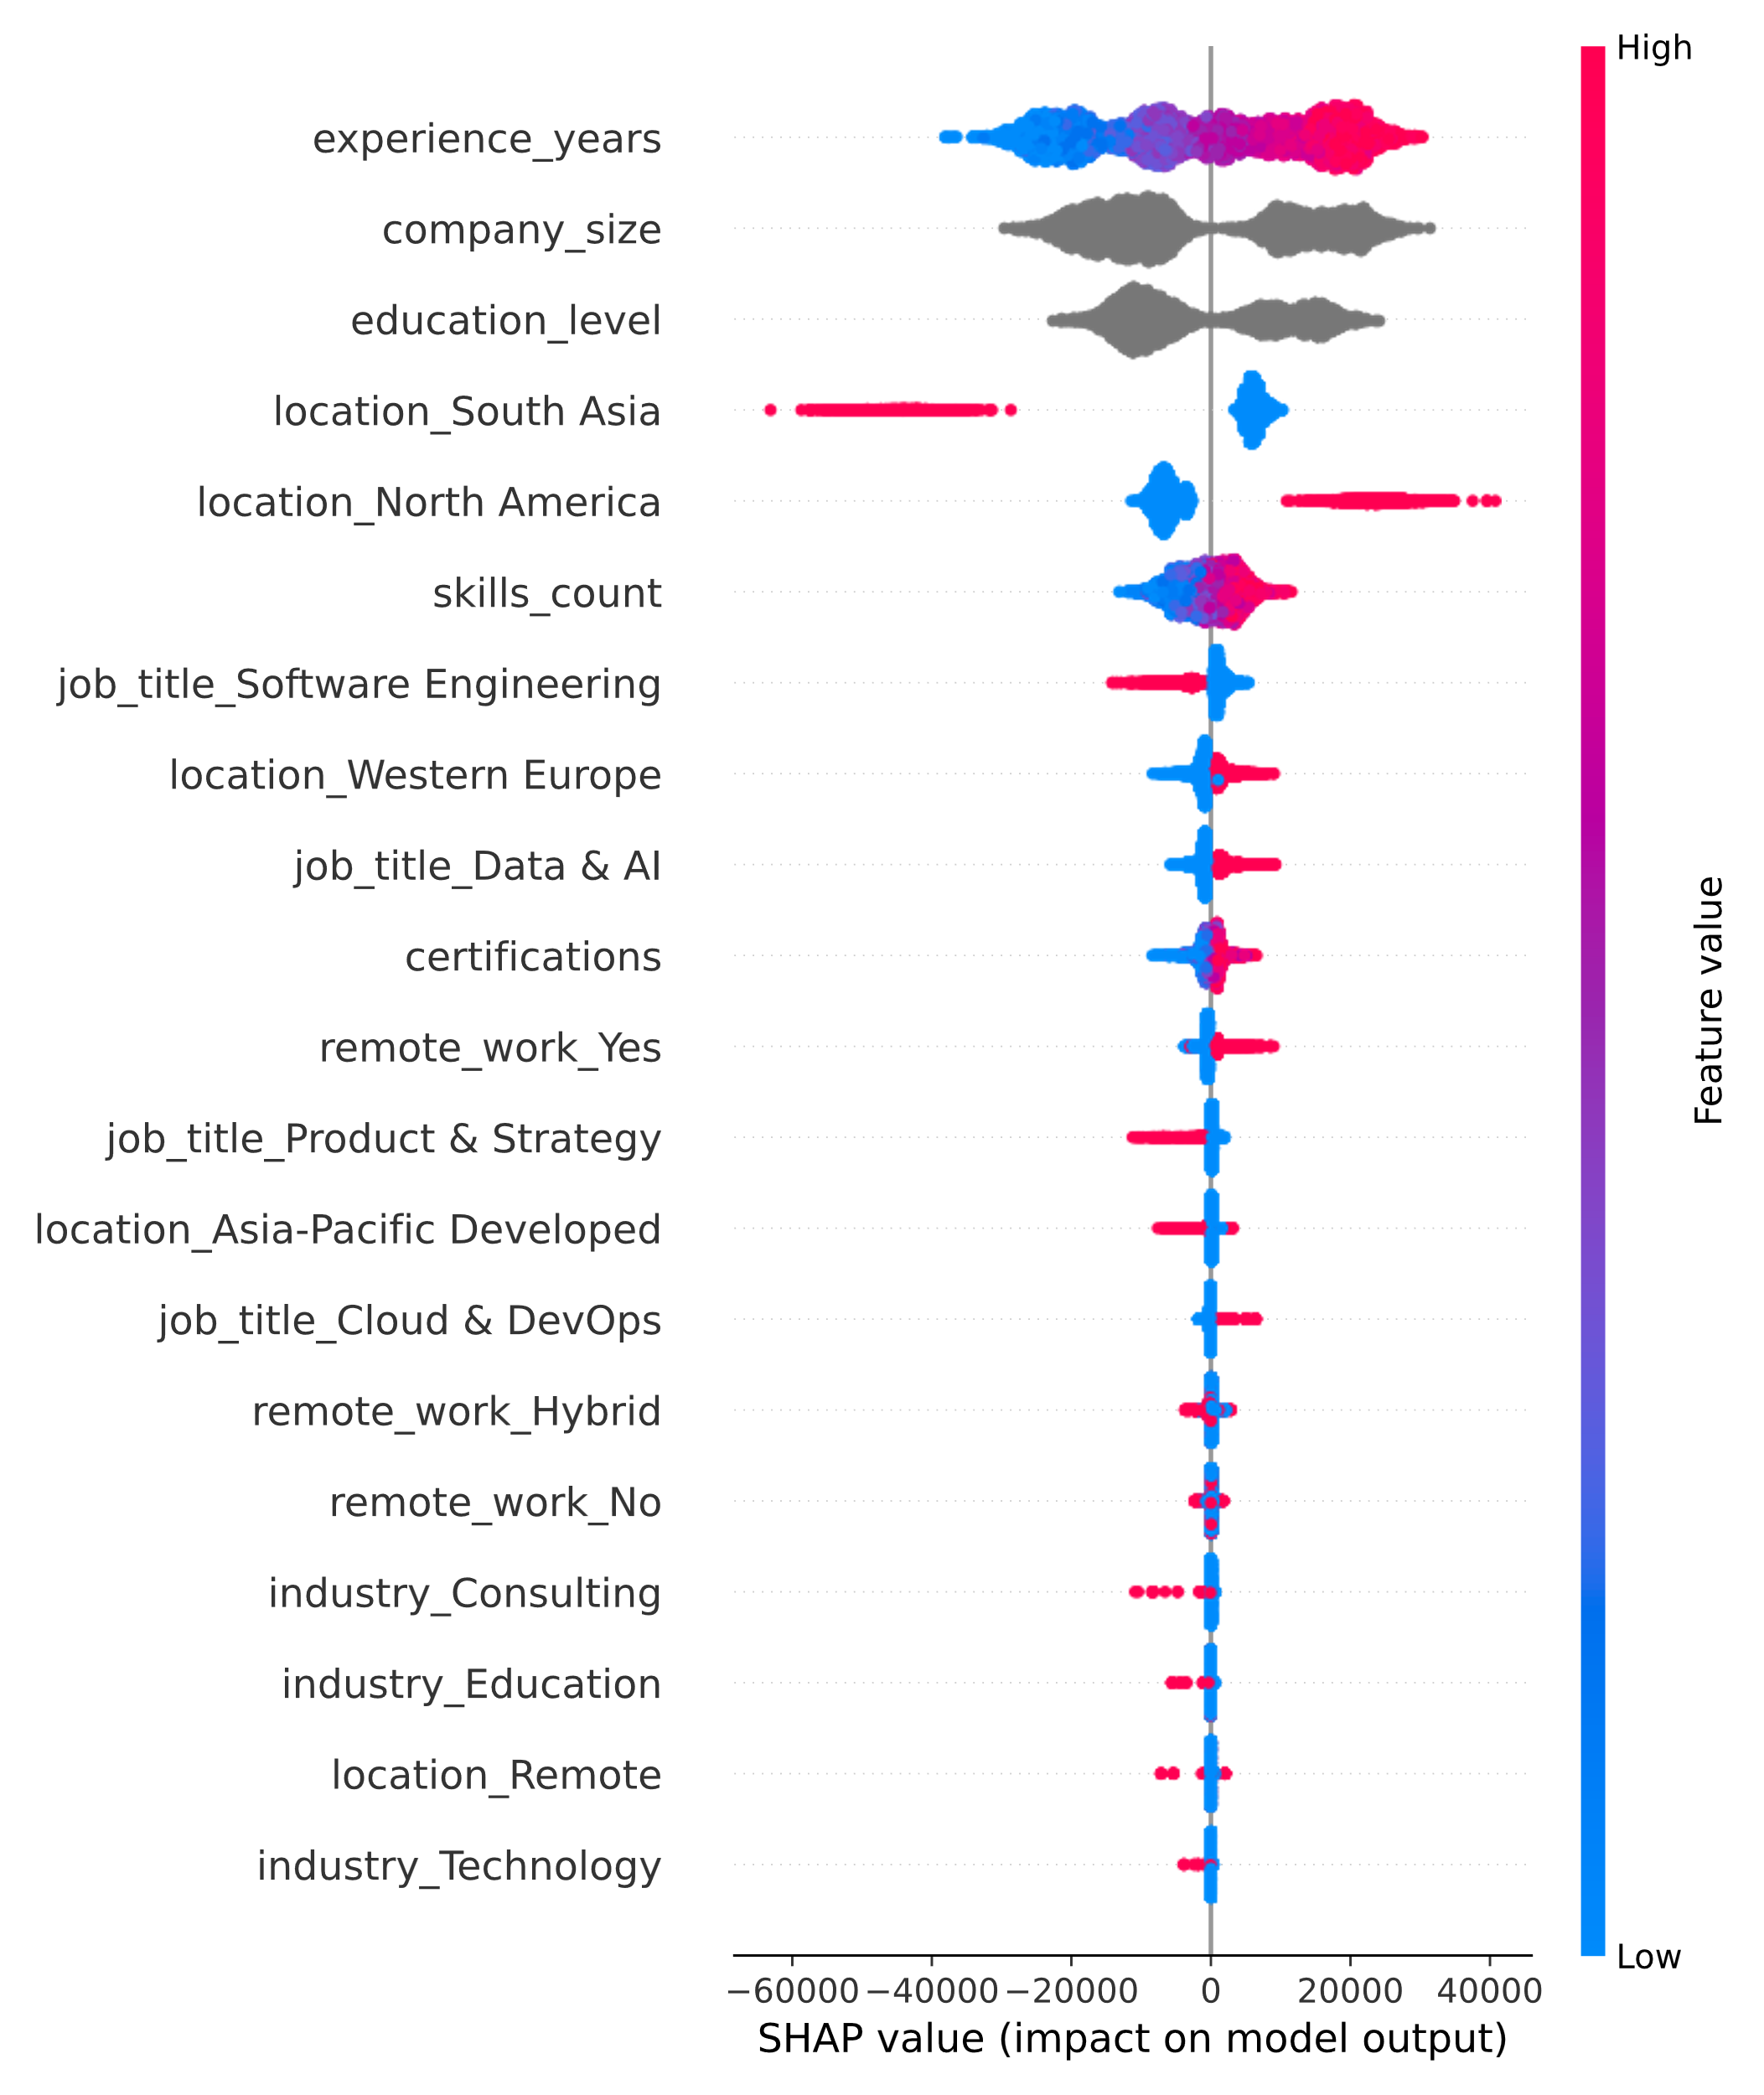 High
experience_years
company_size
education_level
location_South Asia
location_North America
skills_count
job_title_Software Engineering
location_Western Europe
job_title_Data & AI
certifications
remote_work_Yes
job_title_Product & Strategy
location_Asia-Pacific Developed
job_title_Cloud & DevOps
remote_work_Hybrid
remote_work_No
industry_Consulting
industry_Education
location_Remote
industry_Technology
Feature value
Low
−60000 −40000 −20000 0 20000 40000
SHAP value (impact on model output)